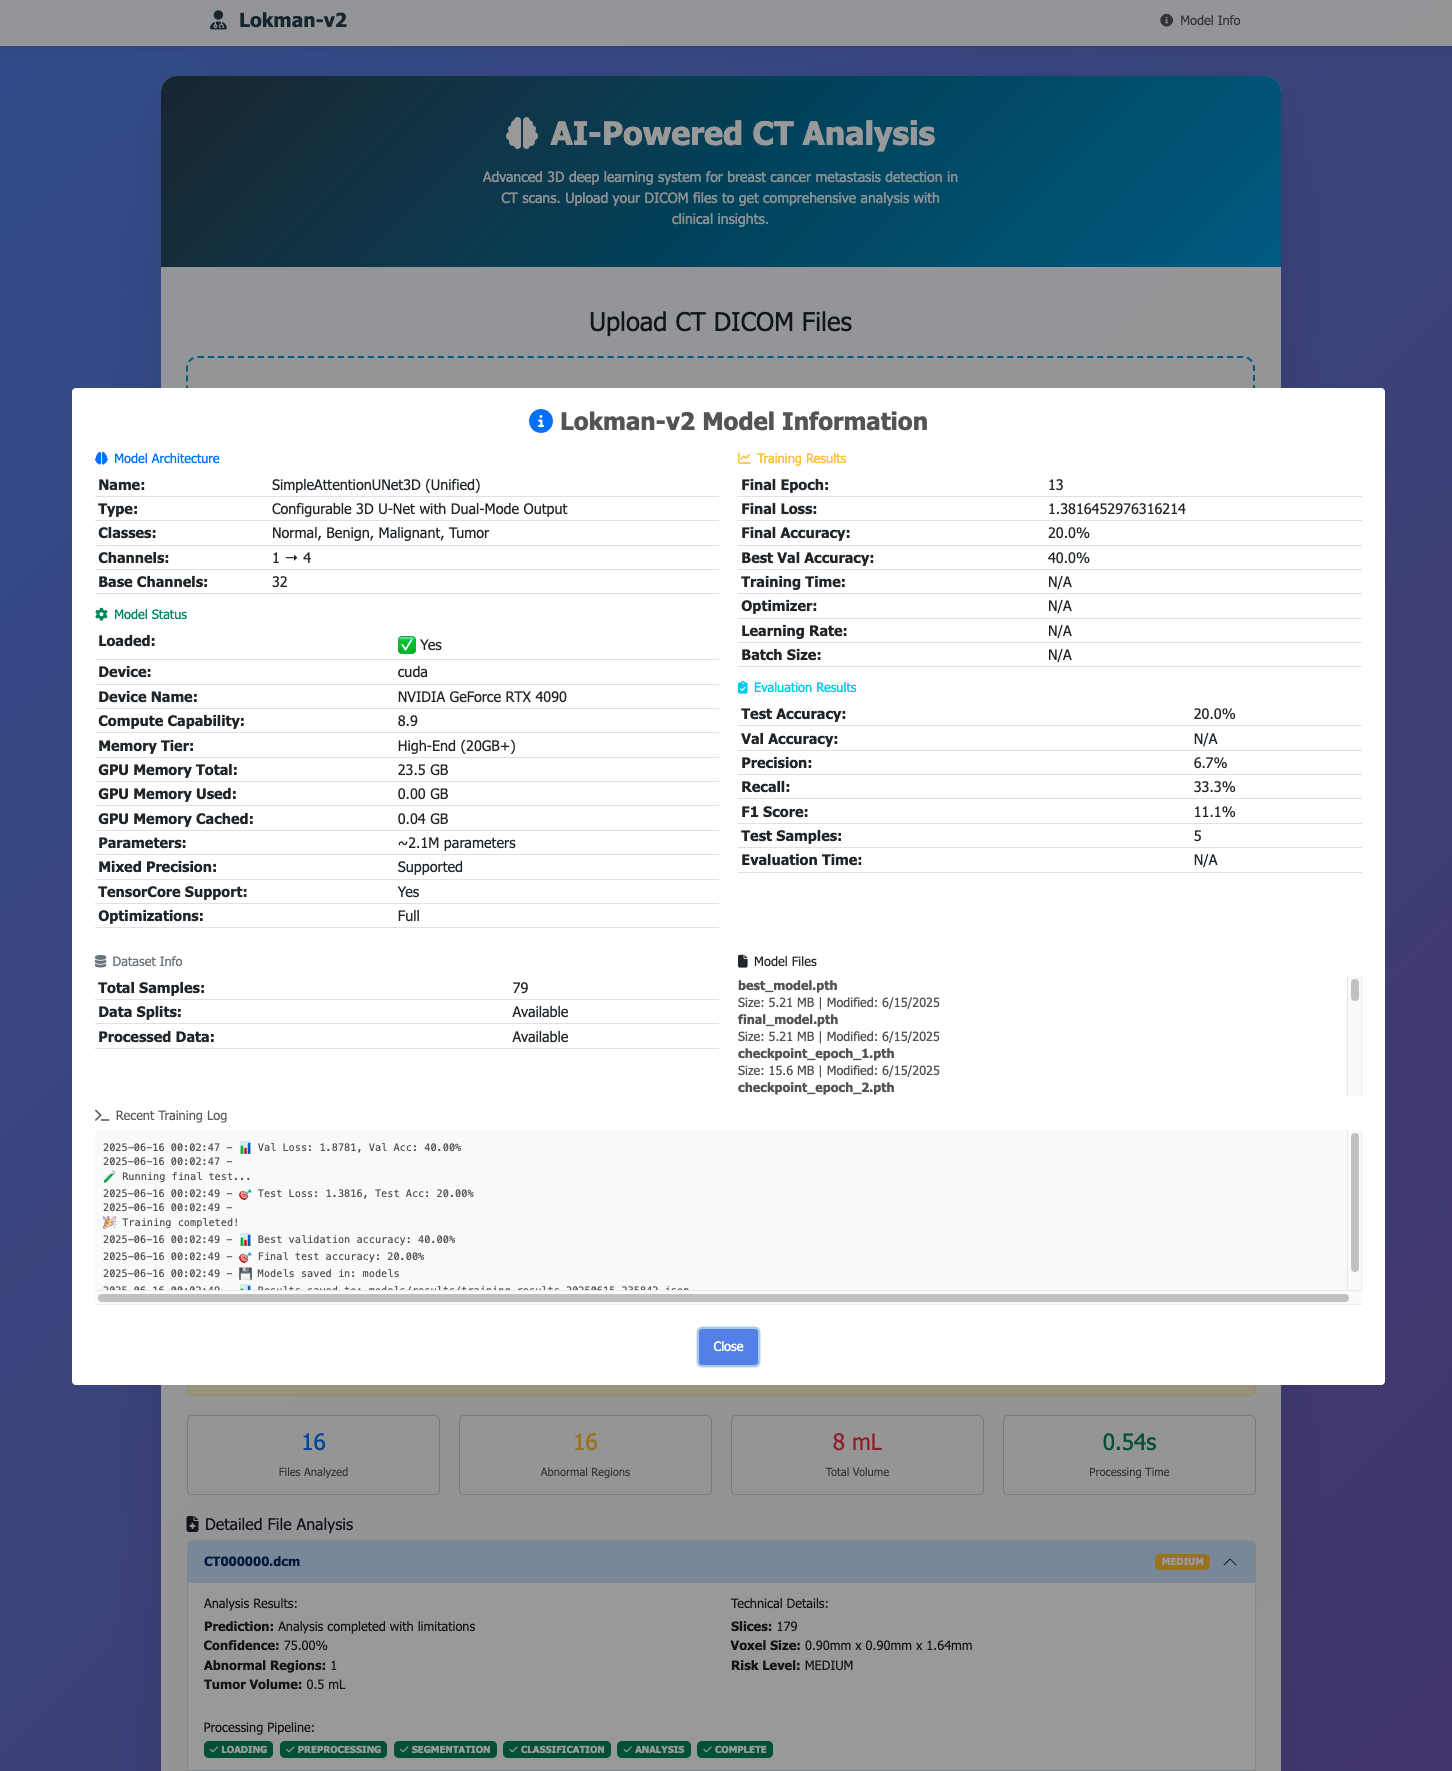 Lokman-v2
Model Info
AI-Powered CT Analysis
Advanced 3D deep learning system for breast cancer metastasis detection in
CT scans. Upload your DICOM files to get comprehensive analysis with
clinical insights.
Upload CT DICOM Files
Lokman-v2 Model Information
Model Architecture
Name: SimpleAttentionUNet3D (Unified)
Type: Configurable 3D U-Net with Dual-Mode Output
Classes: Normal, Benign, Malignant, Tumor
Channels: 1 → 4
Base Channels: 32
Model Status
Loaded: ✅ Yes
Device: cuda
Device Name: NVIDIA GeForce RTX 4090
Compute Capability: 8.9
Memory Tier: High-End (20GB+)
GPU Memory Total: 23.5 GB
GPU Memory Used: 0.00 GB
GPU Memory Cached: 0.04 GB
Parameters: ~2.1M parameters
Mixed Precision: Supported
TensorCore Support: Yes
Optimizations: Full
Training Results
Final Epoch: 13
Final Loss: 1.3816452976316214
Final Accuracy: 20.0%
Best Val Accuracy: 40.0%
Training Time: N/A
Optimizer: N/A
Learning Rate: N/A
Batch Size: N/A
Evaluation Results
Test Accuracy: 20.0%
Val Accuracy: N/A
Precision: 6.7%
Recall: 33.3%
F1 Score: 11.1%
Test Samples: 5
Evaluation Time: N/A
Dataset Info
Total Samples: 79
Data Splits: Available
Processed Data: Available
Model Files
best_model.pth
Size: 5.21 MB | Modified: 6/15/2025
final_model.pth
Size: 5.21 MB | Modified: 6/15/2025
checkpoint_epoch_1.pth
Size: 15.6 MB | Modified: 6/15/2025
checkpoint_epoch_2.pth
Recent Training Log
2025-06-16 00:02:47 - 📊 Val Loss: 1.8781, Val Acc: 40.00%
2025-06-16 00:02:47 -
🧪 Running final test...
2025-06-16 00:02:49 - 🎯 Test Loss: 1.3816, Test Acc: 20.00%
2025-06-16 00:02:49 -
🎉 Training completed!
2025-06-16 00:02:49 - 📊 Best validation accuracy: 40.00%
2025-06-16 00:02:49 - 🎯 Final test accuracy: 20.00%
2025-06-16 00:02:49 - 💾 Models saved in: models
2025-06-16 00:02:49 - 📊 Results saved to: models/results/training_results_20250615_235842.json
Close
16
Files Analyzed
16
Abnormal Regions
8 mL
Total Volume
0.54s
Processing Time
Detailed File Analysis
CT000000.dcm
MEDIUM
Analysis Results:
Prediction: Analysis completed with limitations
Confidence: 75.00%
Abnormal Regions: 1
Tumor Volume: 0.5 mL
Technical Details:
Slices: 179
Voxel Size: 0.90mm x 0.90mm x 1.64mm
Risk Level: MEDIUM
Processing Pipeline:
LOADING PREPROCESSING SEGMENTATION CLASSIFICATION ANALYSIS COMPLETE